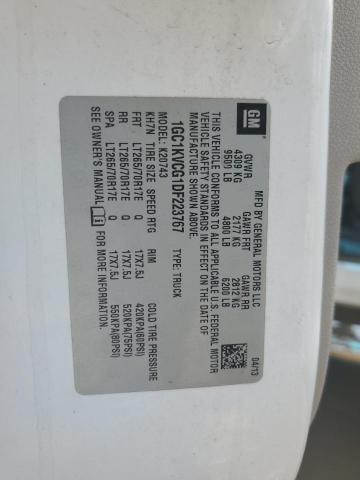 GM
MFD BY GENERAL MOTORS LLC
04/13
GVWR
GAWR FRT
GAWR RR
4309 KG
2177 KG
2812 KG
9500 LB
4800 LB
6200 LB
THIS VEHICLE CONFORMS TO ALL APPLICABLE U.S. FEDERAL MOTOR
VEHICLE SAFETY STANDARDS IN EFFECT ON THE DATE OF
MANUFACTURE SHOWN ABOVE.
1GC1KVCG1DF223767 TYPE: TRUCK
MODEL: K20743
KH7N TIRE SIZE SPEED RTG RIM COLD TIRE PRESSURE
FRT LT265/70R17E Q 17X7.5J 420KPA(60PSI)
RR LT265/70R17E Q 17X7.5J 520KPA(75PSI)
SPA LT265/70R17E Q 17X7.5J 550KPA(80PSI)
SEE OWNER'S MANUAL FOR MORE INFORMATION.